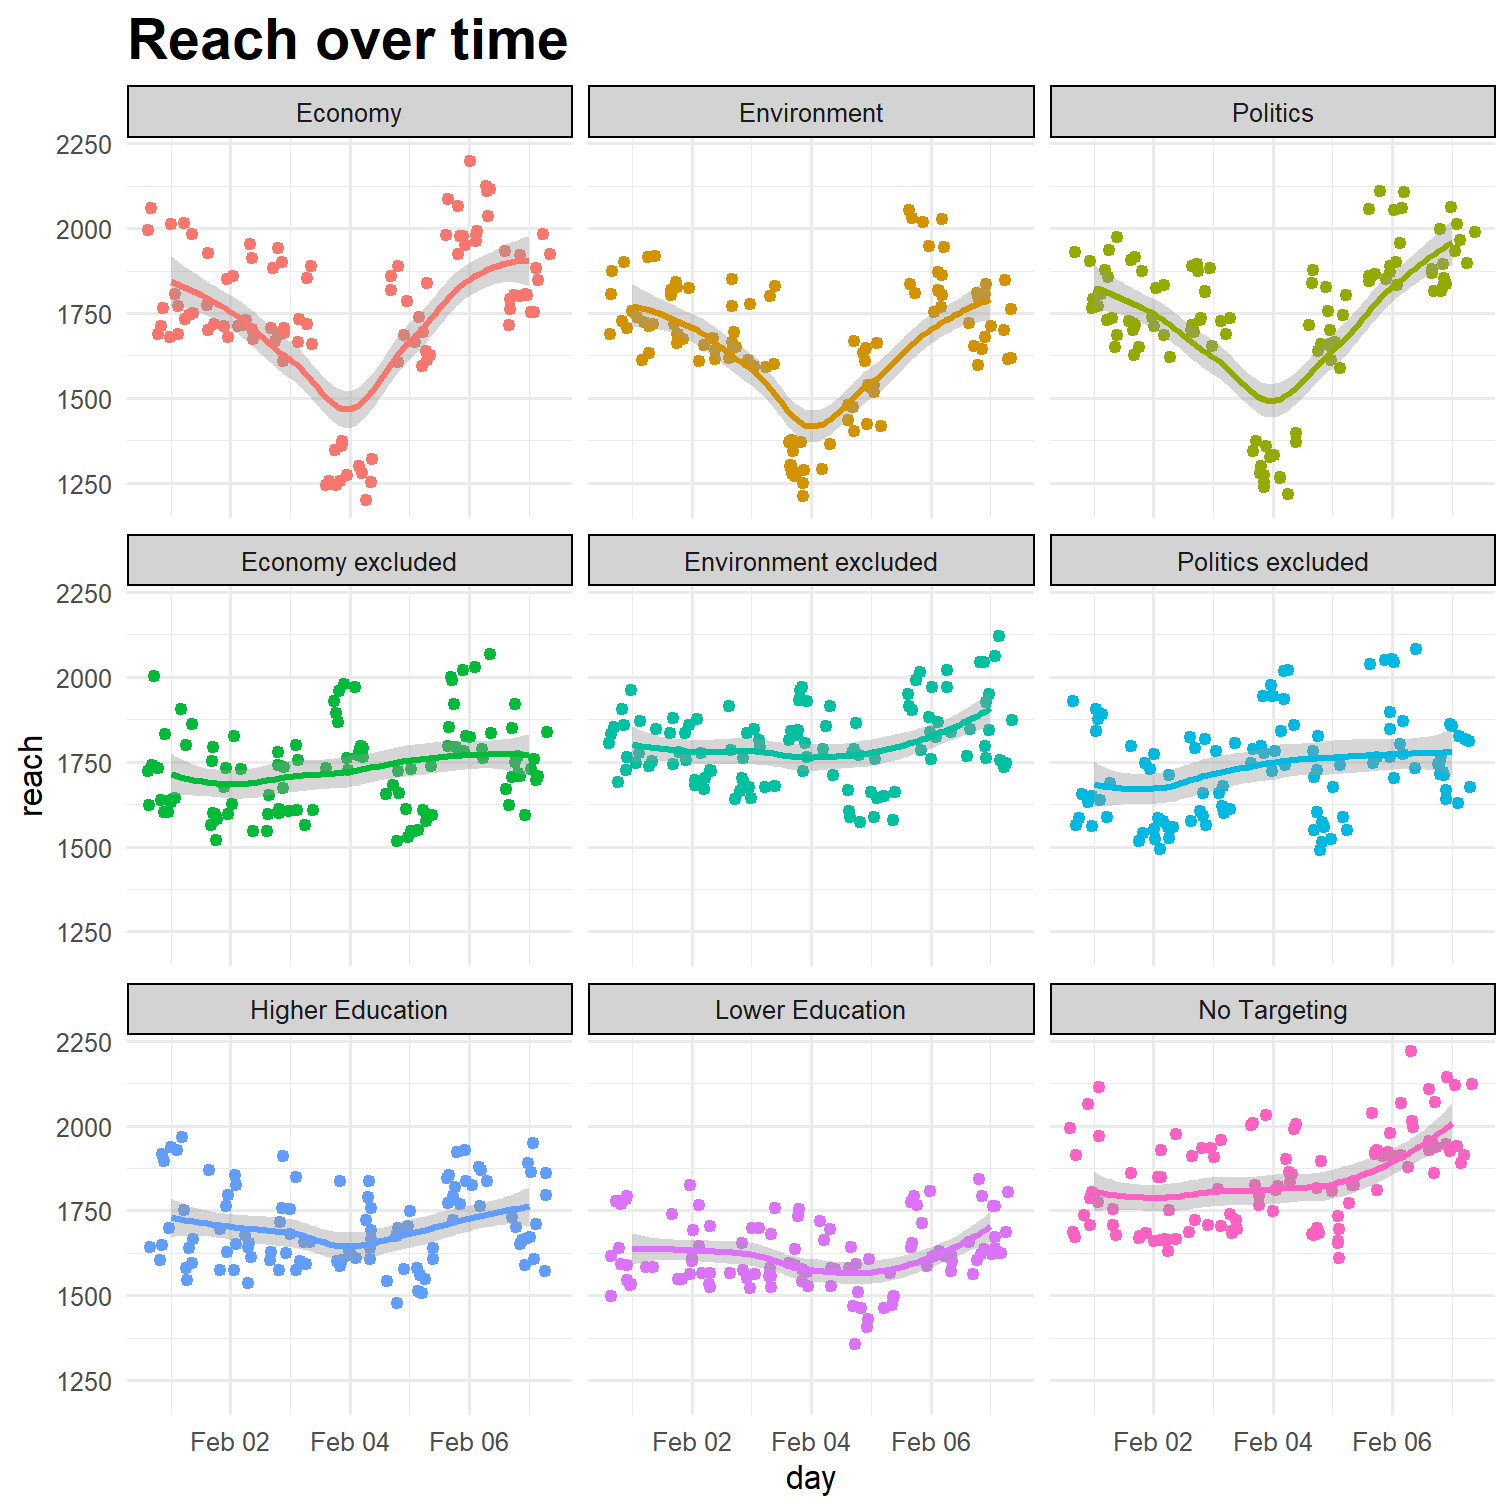 Reach over time
Economy
Environment
Politics
2250
2000
1750
1500
1250
Economy excluded
Environment excluded
Politics excluded
2250
2000
1750
1500
1250
reach
Higher Education
Lower Education
No Targeting
2250
2000
1750
1500
1250
Feb 02 Feb 04 Feb 06
Feb 02 Feb 04 Feb 06
Feb 02 Feb 04 Feb 06
day